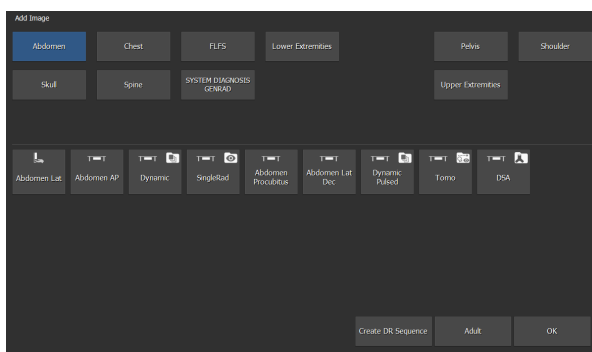 Add Image
Abdomen
Chest
FLFS
Lower Extremities
Pelvis
Shoulder
Skull
Spine
SYSTEM DIAGNOSIS
GENRAD
Upper Extremities
Abdomen Lat
Abdomen AP
Dynamic
SingleRad
Abdomen
Procubitus
Abdomen Lat
Dec
Dynamic
Pulsed
Tomo
DSA
Create DR Sequence
Adult
OK